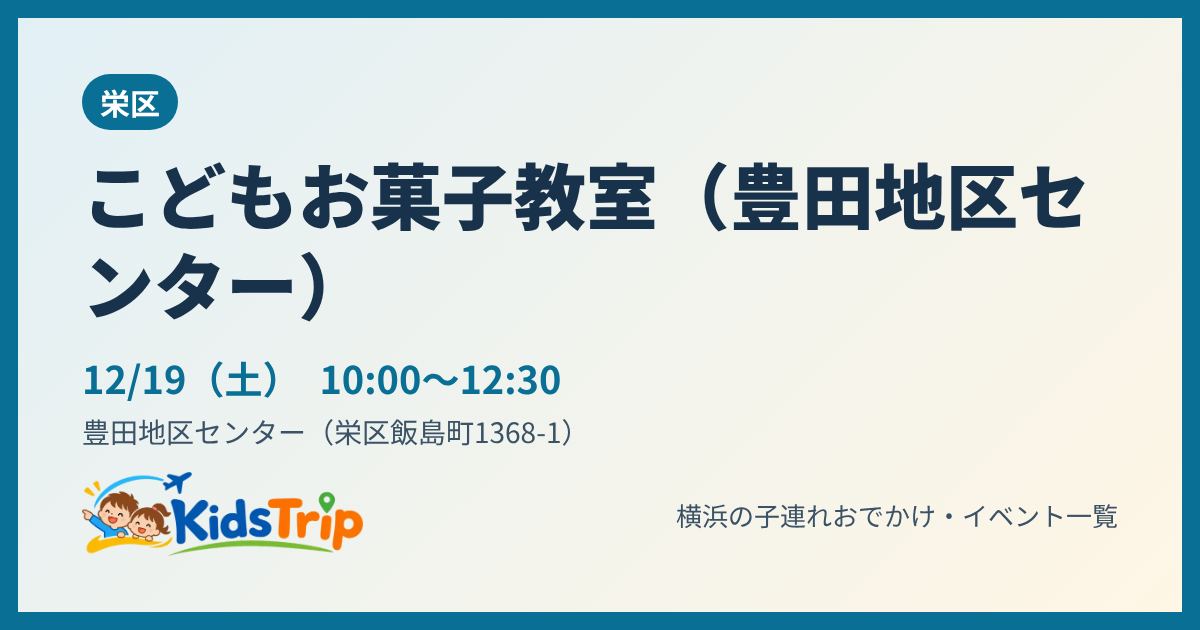 栄区
こどもお菓子教室（豊田地区セ
ンター）
12/19（土） 10:00〜12:30
豊田地区センター（栄区飯島町1368-1）
KidsTrip
横浜の子連れおでかけ・イベント一覧